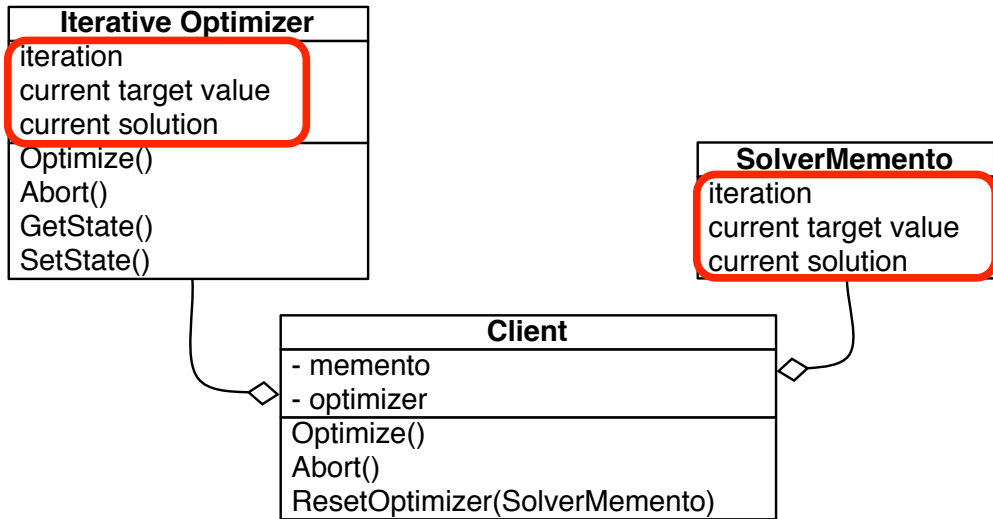 Iterative Optimizer
iteration
current target value
current solution
Optimize()
Abort()
GetState()
SetState()
SolverMemento
iteration
current target value
current solution
Client
- memento
- optimizer
Optimize()
Abort()
ResetOptimizer(SolverMemento)